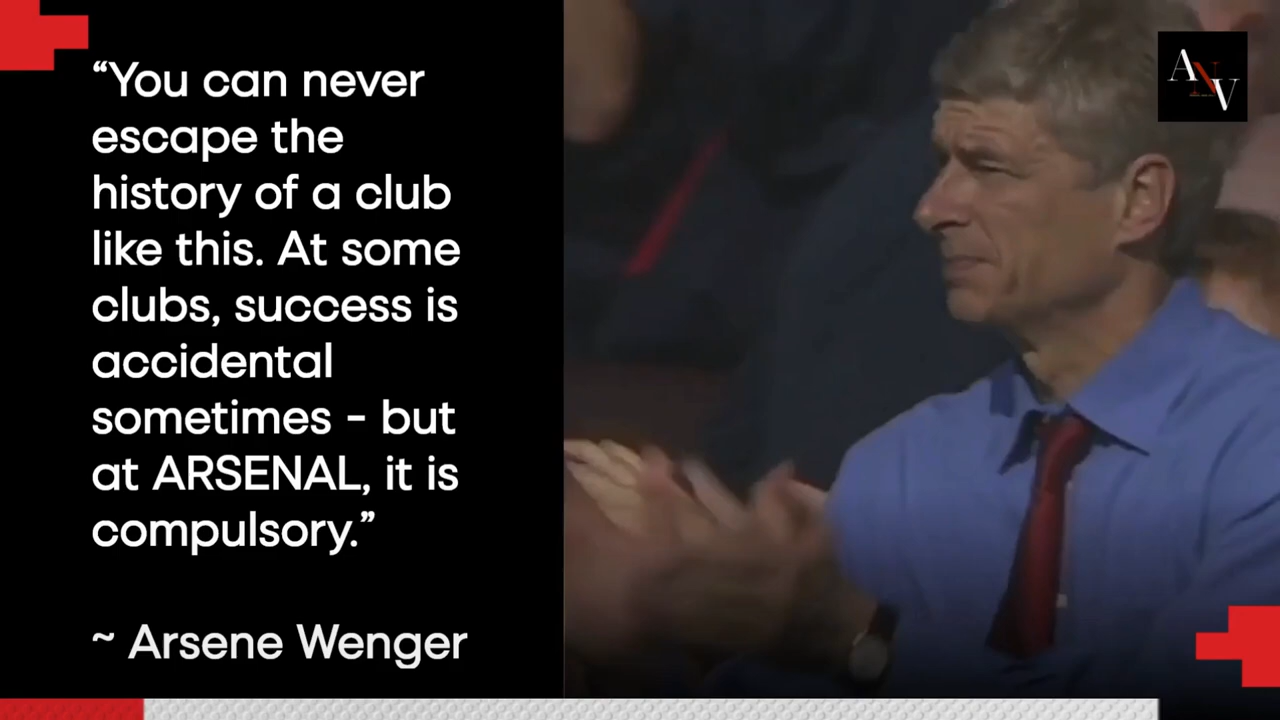 “You can never
escape the
history of a club
like this. At some
clubs, success is
accidental
sometimes - but
at ARSENAL, it is
compulsory.”
~ Arsene Wenger
ANV